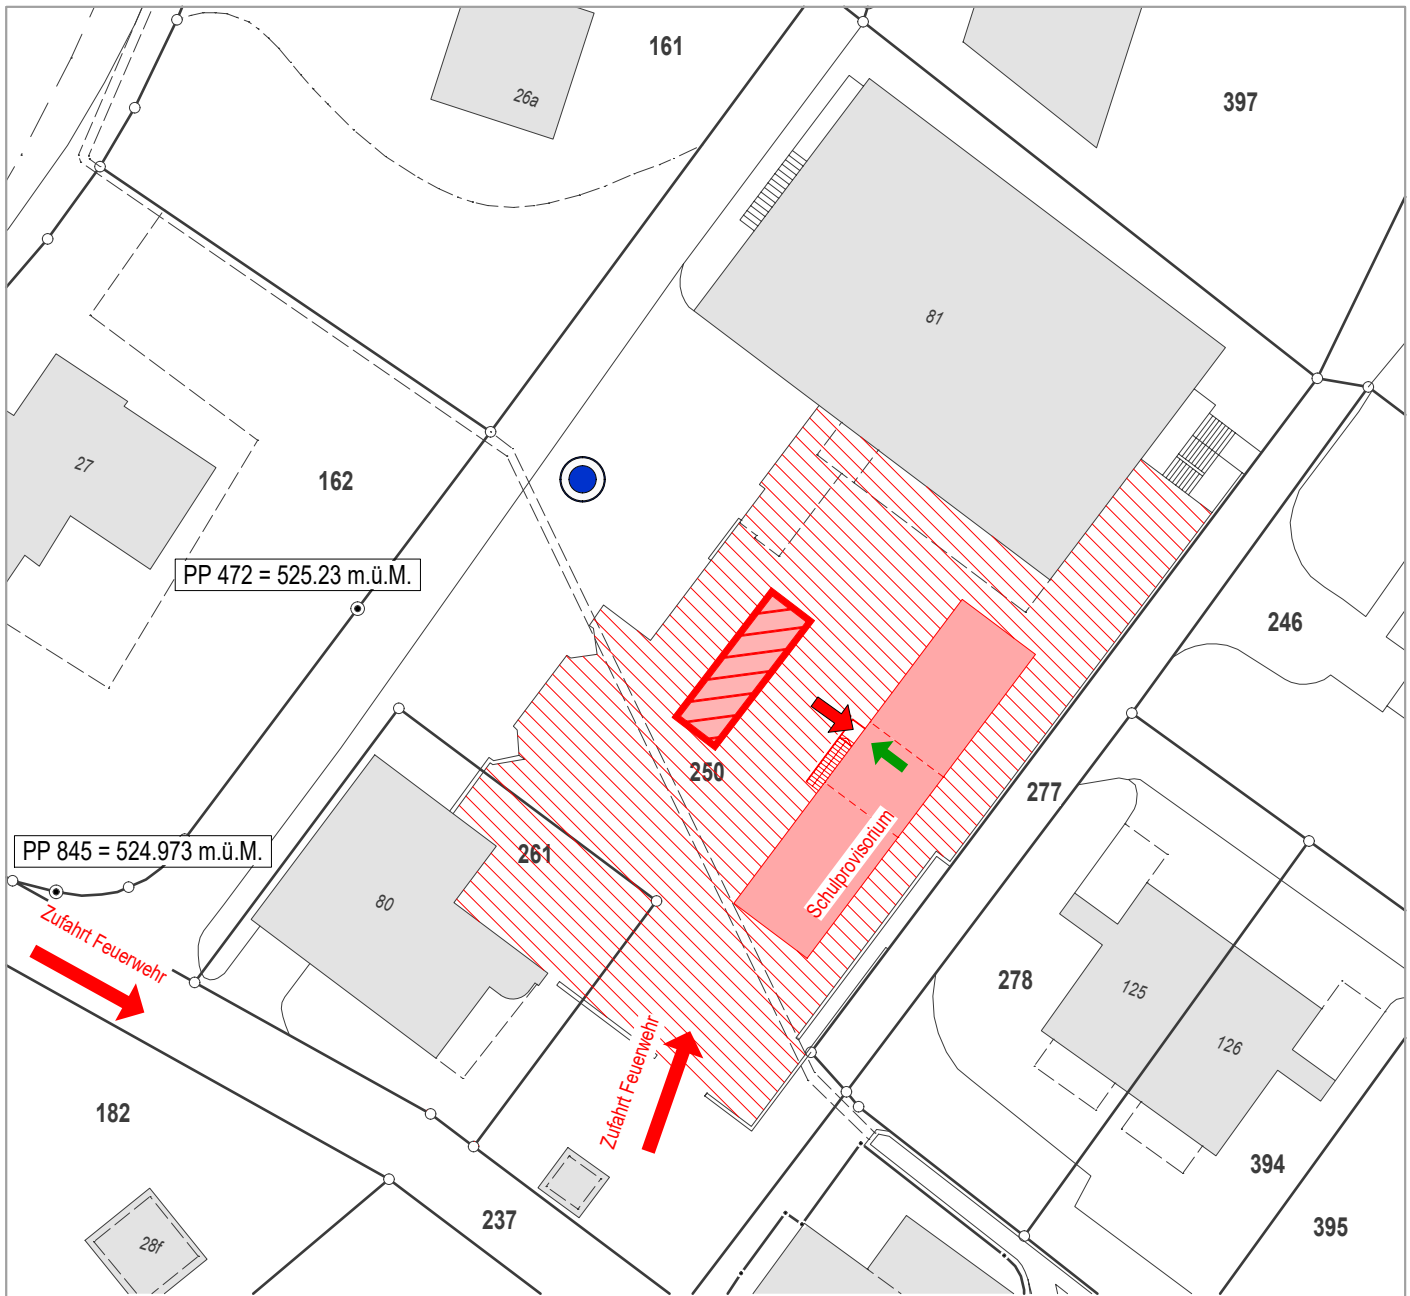 161
26a
397
81
27
162
PP 472 = 525.23 m.ü.M.
246
250
277
PP 845 = 524.973 m.ü.M.
261
Schulprovisorium
80
Zufahrt Feuerwehr
278
125
126
Zufahrt Feuerwehr
182
394
237
395
28f